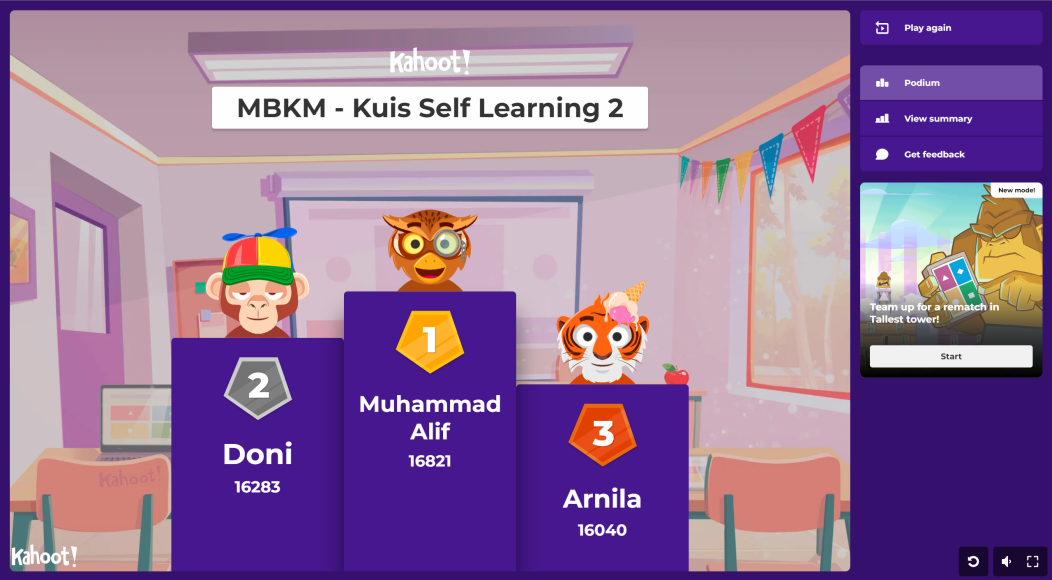 Kahoot!
MBKM - Kuis Self Learning 2
1
Muhammad
Alif
16821
2
Doni
16283
3
Arnila
16040
Kahoot!
Kahoot!
Play again
Podium
View summary
Get feedback
New mode!
Team up for a rematch in
Tallest tower!
Start